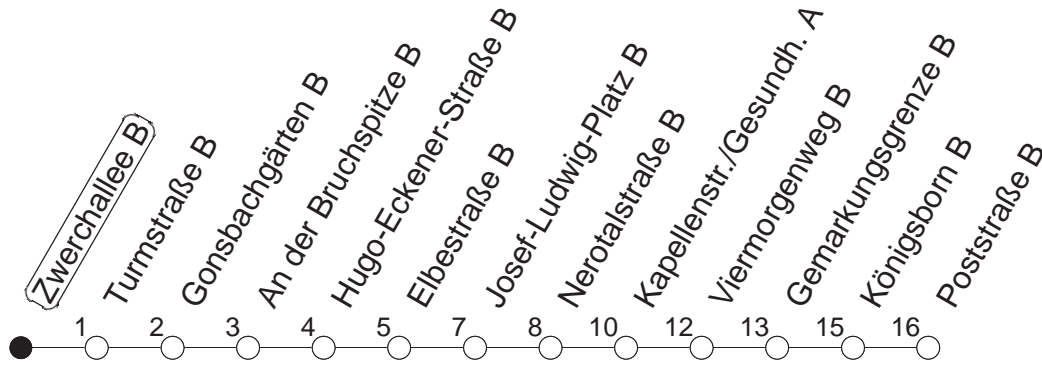 Zwerchallee B
Turmstraße B
Gonsbachgärten B
An der Bruchspitze B
Hugo-Eckener-Straße B
Elbestraße B
Josef-Ludwig-Platz B
Nerotalstraße B
Kapellenstr./Gesundh. A
Viermorgenweg B
Gemarkungsgrenze B
Königsborn B
Poststraße B
1 2 3 4 5 7 8 10 12 13 15 16